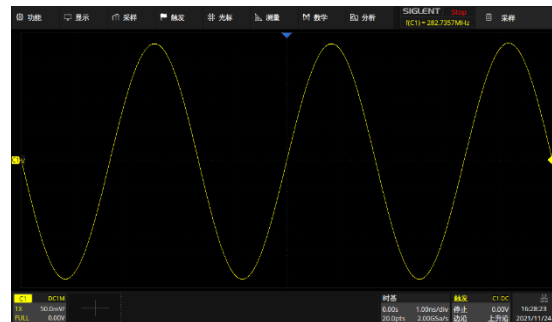 功能 显示 采样 触发 光标 测量 数学 分析 SIGLENT Stop 采样
f(C1) = 282.7357MHz
C1 DC1M
1X 50.0mV/
FULL 0.00V
时基
0.00s 1.00ns/div
20.0pts 2.00GSa/s
触发 C1 DC
停止 0.00V
边沿 上升沿
16:28:23
2021/11/24